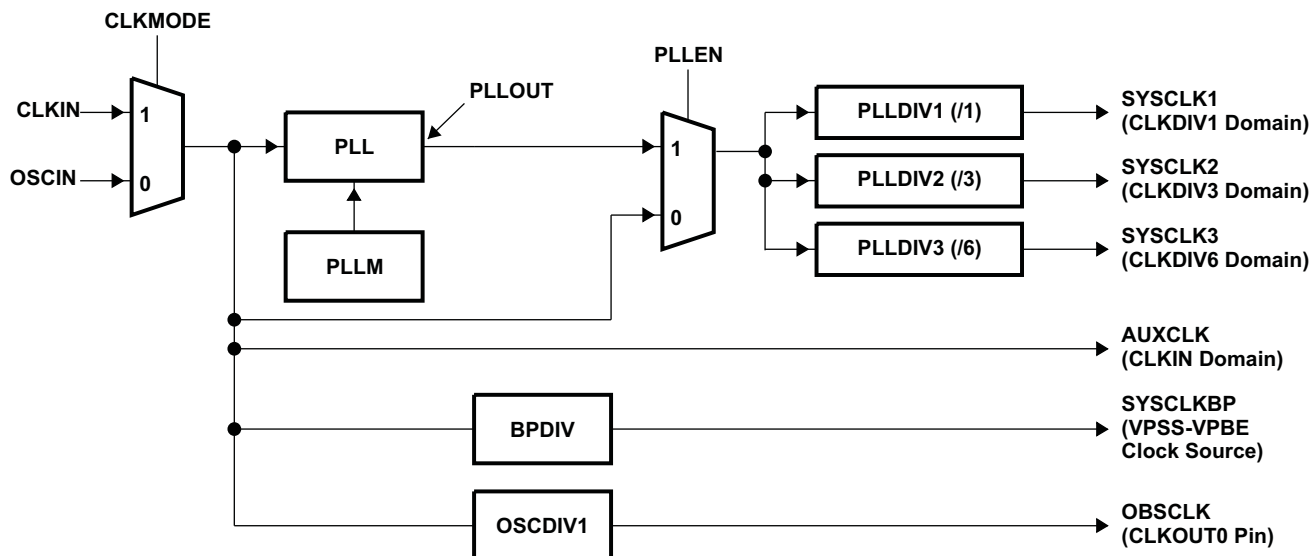 CLKMODE
CLKIN
1
OSCIN
0
PLL
PLLOUT
PLLM
PLLEN
1
0
PLLDIV1 (/1)
PLLDIV2 (/3)
PLLDIV3 (/6)
SYSCLK1
(CLKDIV1 Domain)
SYSCLK2
(CLKDIV3 Domain)
SYSCLK3
(CLKDIV6 Domain)
AUXCLK
(CLKIN Domain)
BPDIV
SYSCLKBP
(VPSS-VPBE
Clock Source)
OSCDIV1
OBSCLK
(CLKOUT0 Pin)